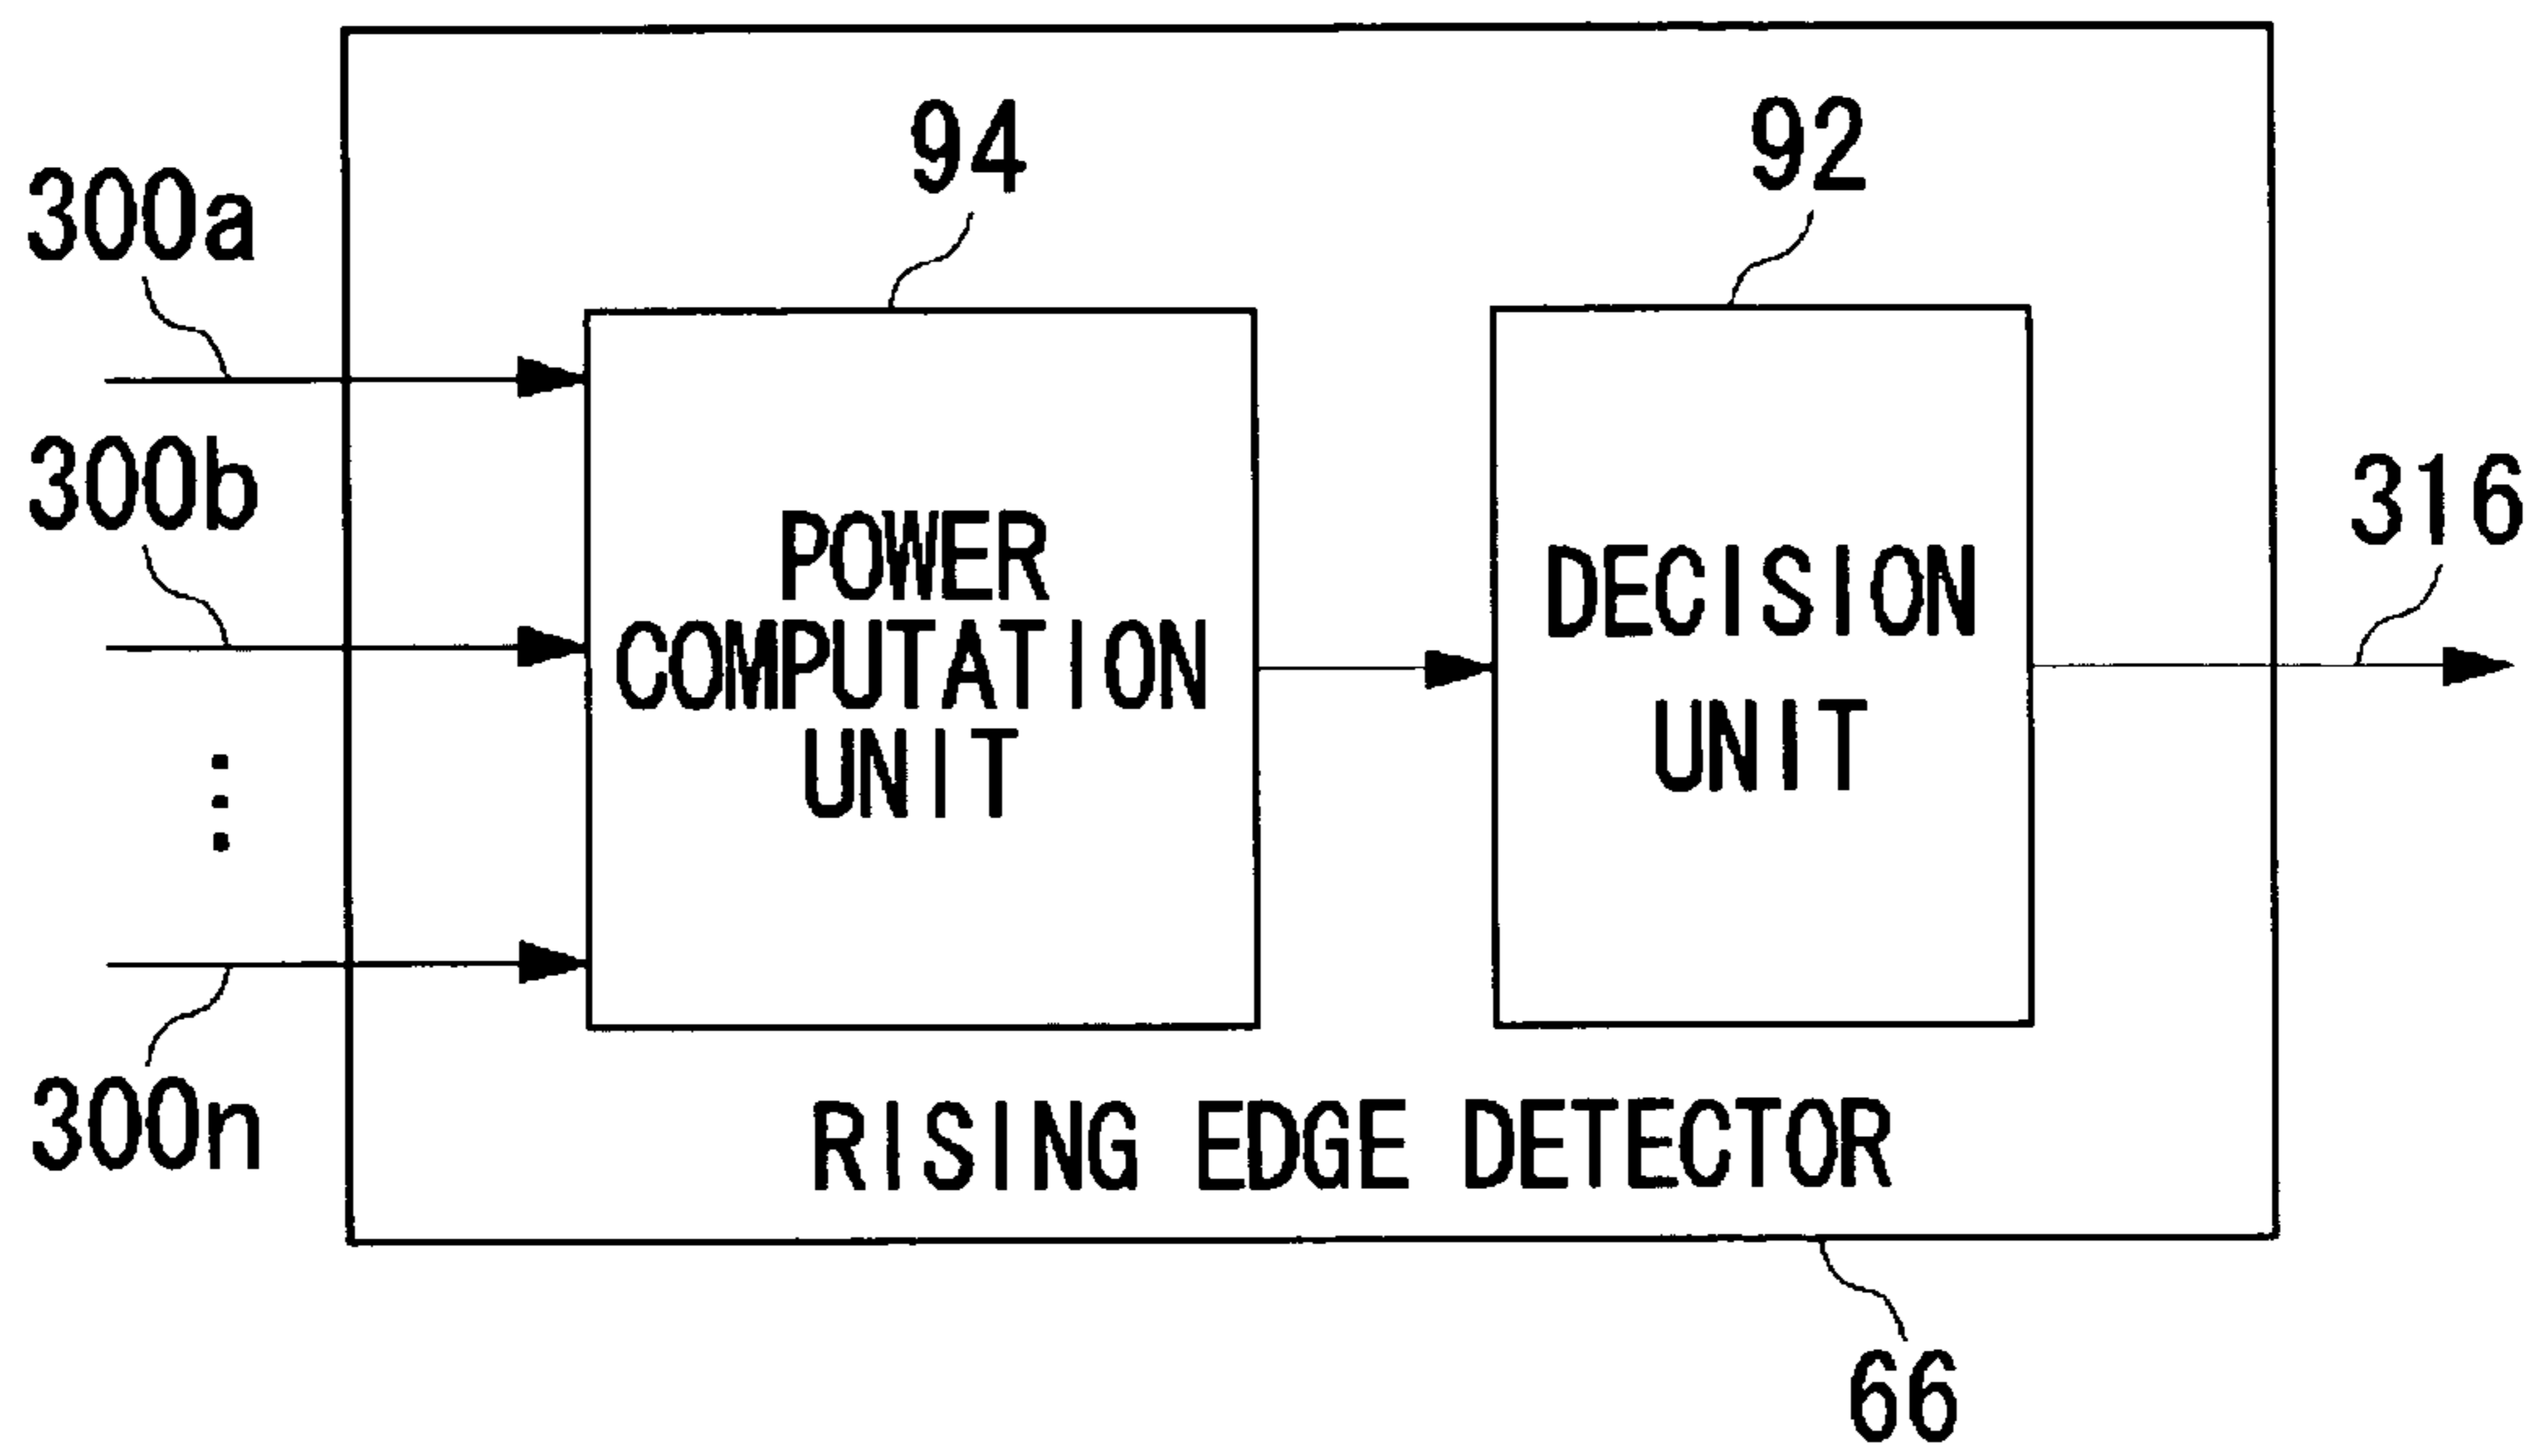 94
92
300a
300b
316
POWER
COMPUTATION
UNIT
DECISION
UNIT
300n
RISING EDGE DETECTOR
66